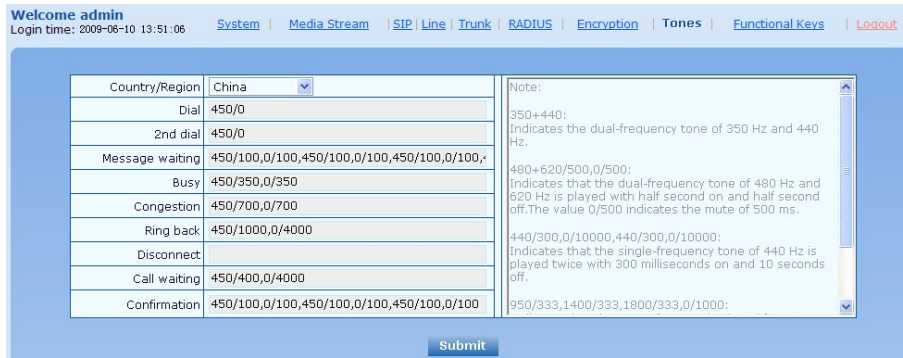 Welcome admin
Login time: 2009-06-10 13:51:06
System | Media Stream | SIP | Line | Trunk | RADIUS | Encryption | Tones | Functional Keys | Logout
Country/Region China
Dial 450/0
2nd dial 450/0
Message waiting 450/100,0/100,450/100,0/100,450/100,0/100,
Busy 450/350,0/350
Congestion 450/700,0/700
Ring back 450/1000,0/4000
Disconnect
Call waiting 450/400,0/4000
Confirmation 450/100,0/100,450/100,0/100,450/100,0/100
Note:
350+440:
Indicates the dual-frequency tone of 350 Hz and 440
Hz.
480+620/500,0/500:
Indicates that the dual-frequency tone of 480 Hz and
620 Hz is played with half second on and half second
off.The value 0/500 indicates the mute of 500 ms.
440/300,0/10000,440/300,0/10000:
Indicates that the single-frequency tone of 440 Hz is
played twice with 300 milliseconds on and 10 seconds
off.
950/333,1400/333,1800/333,0/1000:
Submit